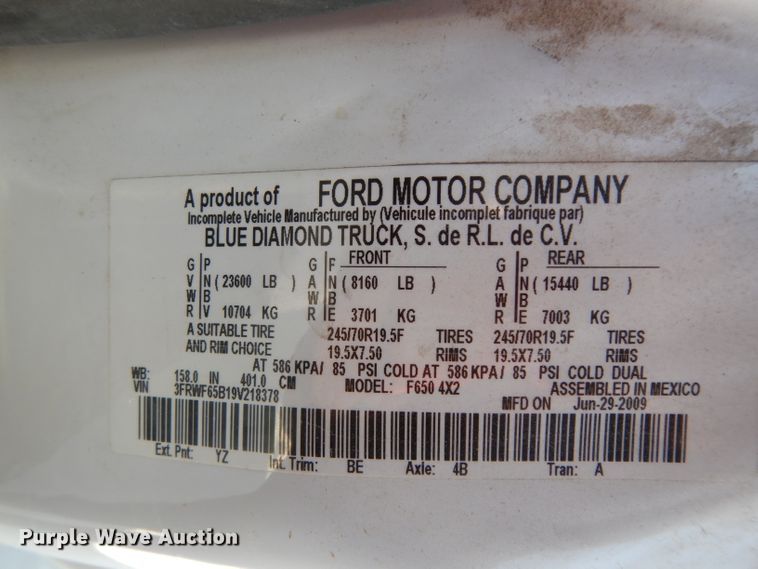 A product of FORD MOTOR COMPANY
Incomplete Vehicle Manufactured by (Vehicule incomplet fabrique par)
BLUE DIAMOND TRUCK, S. de R.L. de C.V.
G P G F FRONT G P REAR
V N ( 23600 LB ) A N ( 8160 LB ) A N ( 15440 LB )
W B W B W B
R V 10704 KG R E 3701 KG R E 7003 KG
A SUITABLE TIRE 245/70R19.5F TIRES 245/70R19.5F
AND RIM CHOICE 19.5X7.50 RIMS 19.5X7.50
AT 586 KPA/ 85 PSI COLD AT 586 KPA/ 85 PSI COLD DUAL
WB: 158.0 IN 401.0 CM MODEL: F650 4X2 ASSEMBLED IN MEXICO
VIN 3FRWF65B19V218378 MFD ON Jun-29-2009
Ext. Pnt: YZ Int. Trim: BE Axle: 4B Tran: A
Purple Wave Auction